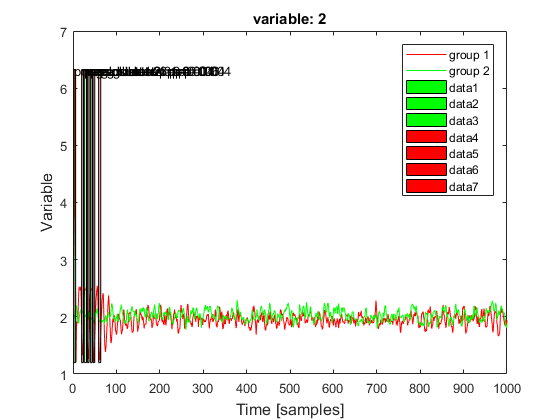 variable: 2
7
6
5
4
3
2
1
Variable
0
100
200
300
400
500
600
700
800
900
1000
Time [samples]
group 1
group 2
data1
data2
data3
data4
data5
data6
data7